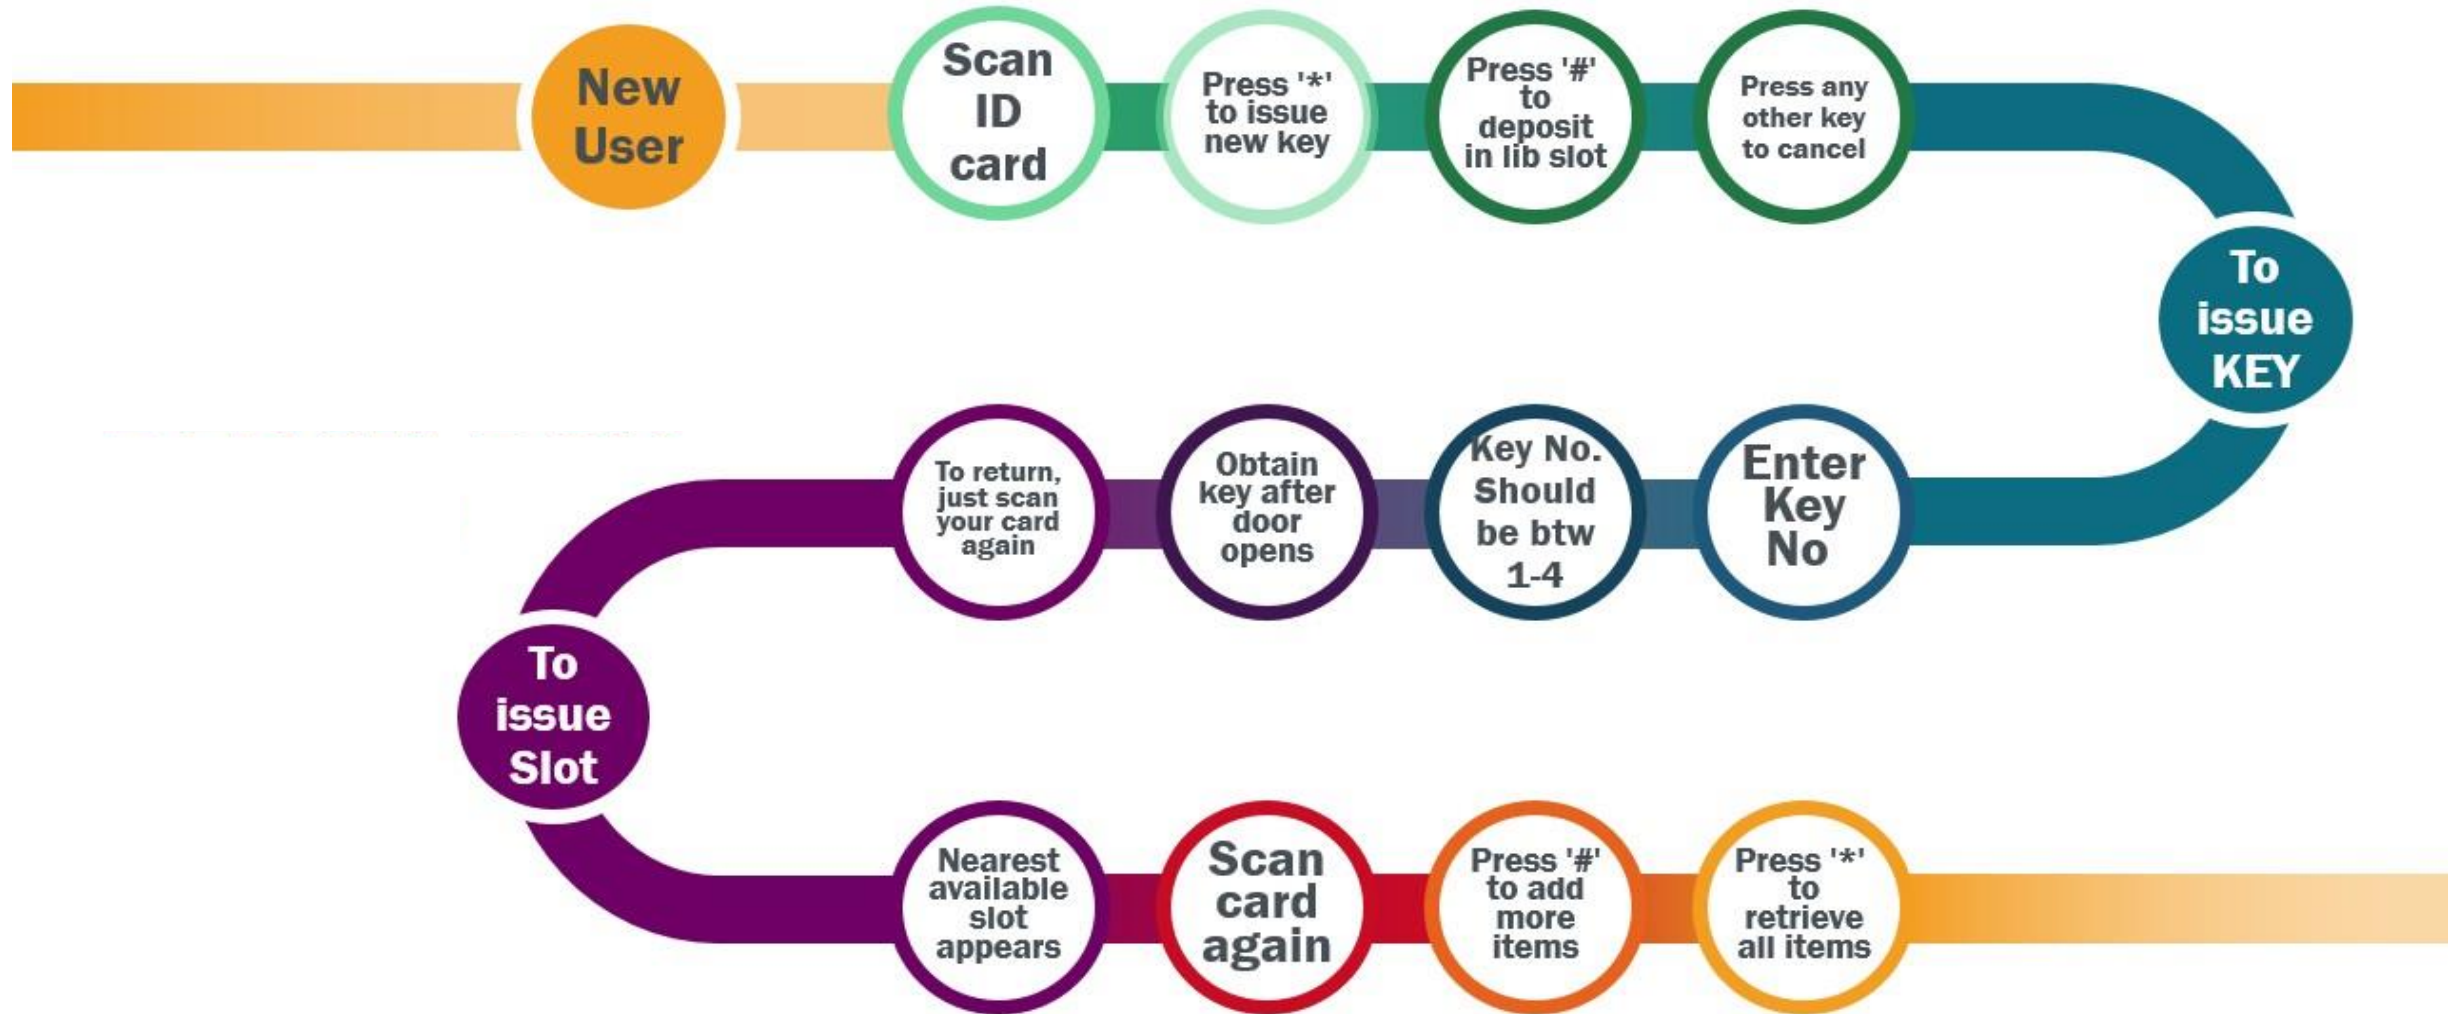 New
User
Scan
ID
card
Press '*'
to issue
new key
Press '#'
to
deposit
in lib slot
Press any
other key
to cancel
To
issue
KEY
Enter
Key
No
Key No.
Should
be btw
1-4
Obtain
key after
door
opens
To return,
just scan
your card
again
To
issue
Slot
Nearest
available
slot
appears
Scan
card
again
Press '#'
to add
more
items
Press '*'
to
retrieve
all items